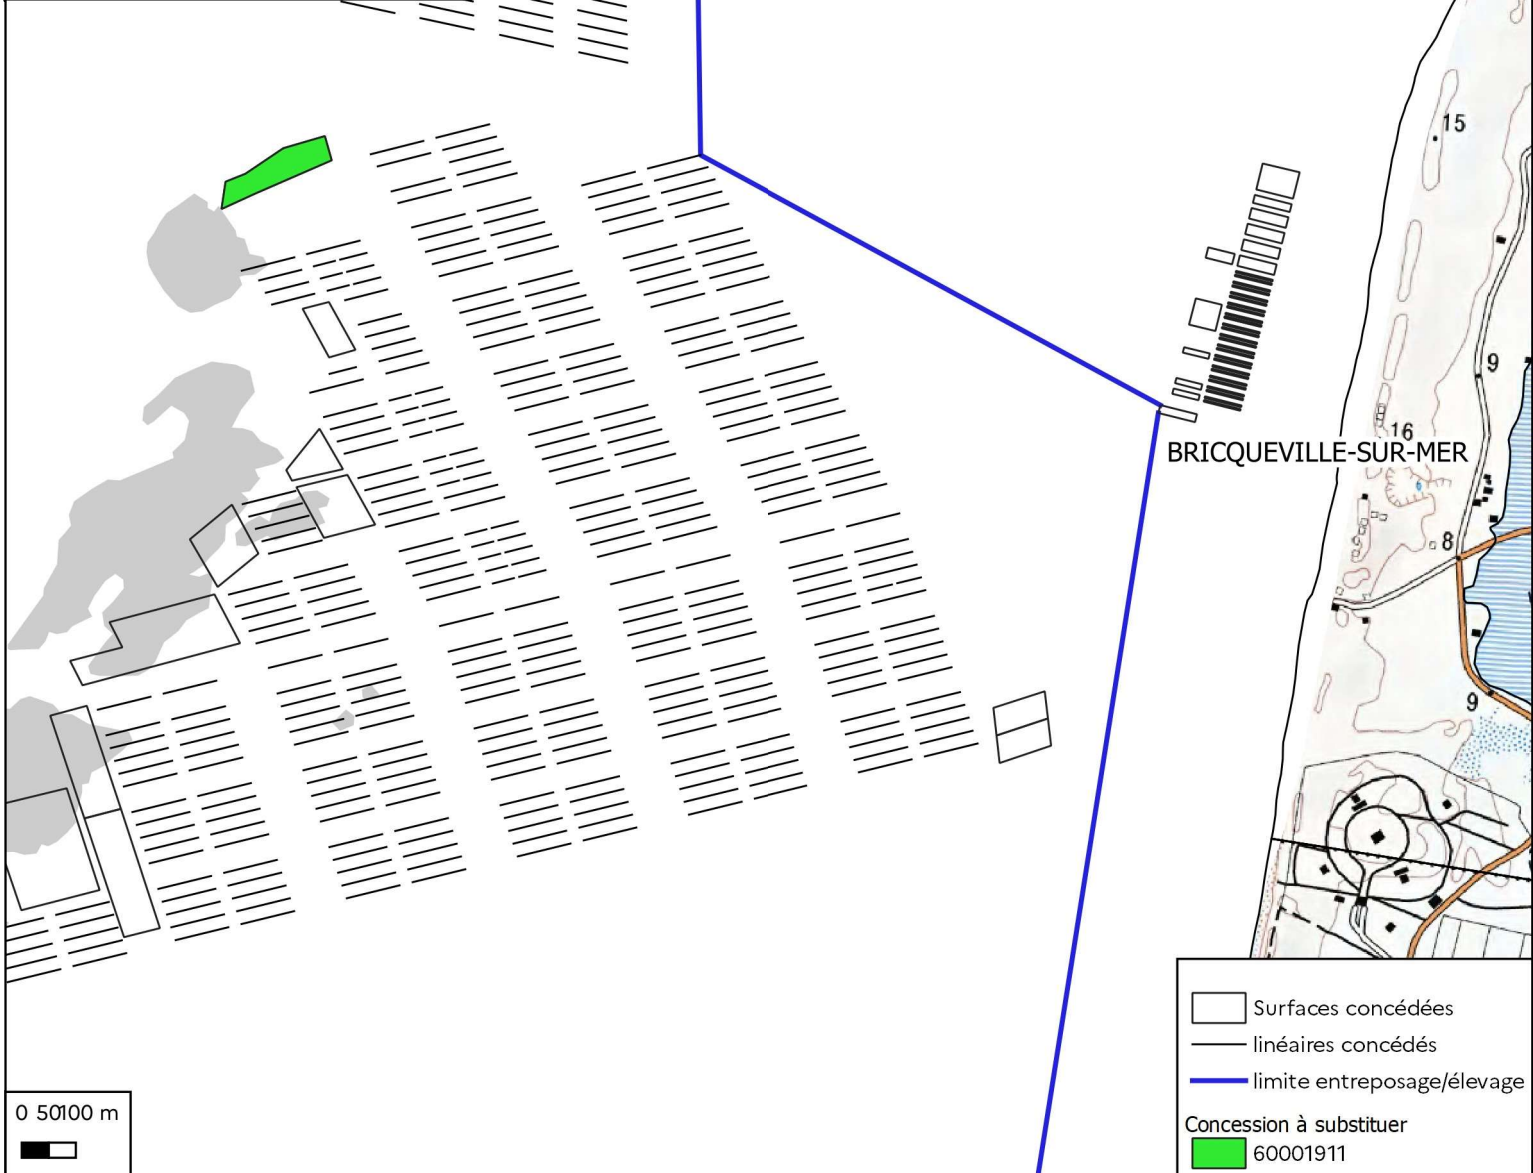 15
9
16
BRICQUEVILLE-SUR-MER
8
9
Surfaces concédées
linéaires concédés
limite entreposage/élevage
Concession à substituer
60001911
0 50100 m